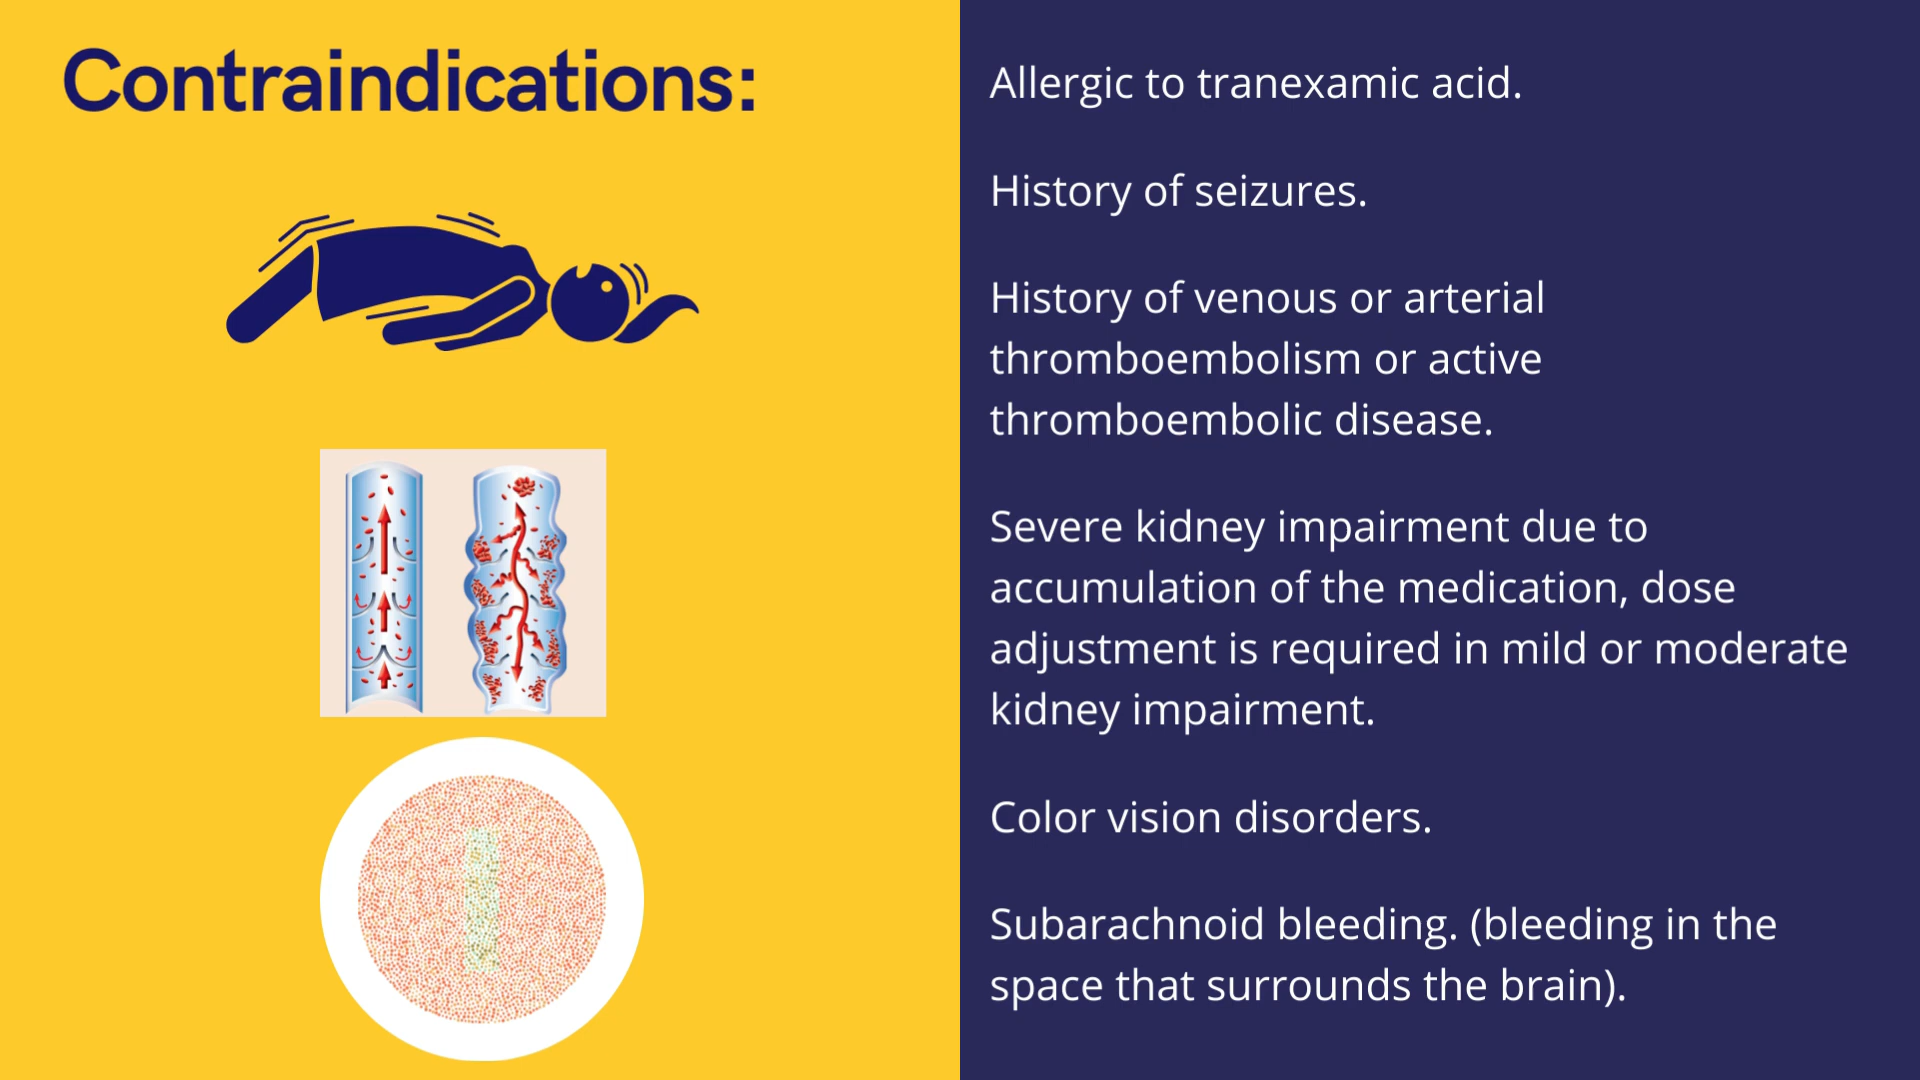 Contraindications:
Allergic to tranexamic acid.
History of seizures.
History of venous or arterial
thromboembolism or active
thromboembolic disease.
Severe kidney impairment due to
accumulation of the medication, dose
adjustment is required in mild or moderate
kidney impairment.
Color vision disorders.
Subarachnoid bleeding. (bleeding in the
space that surrounds the brain).